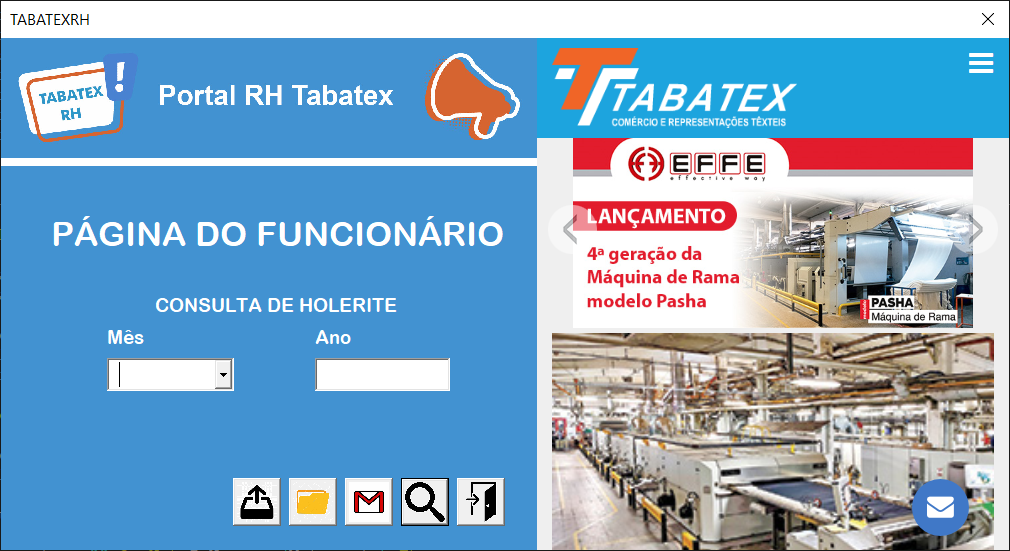 TABATEXRH
TABATEX
RH
Portal RH Tabatex
PÁGINA DO FUNCIONÁRIO
CONSULTA DE HOLERITE
Mês
Ano
TABATEX
COMÉRCIO E REPRESENTAÇÕES TÊXTEIS
EFFE
effective way
LANÇAMENTO
4ª geração da
Máquina de Rama
modelo Pasha
modelo
PASHA
Máquina de Rama